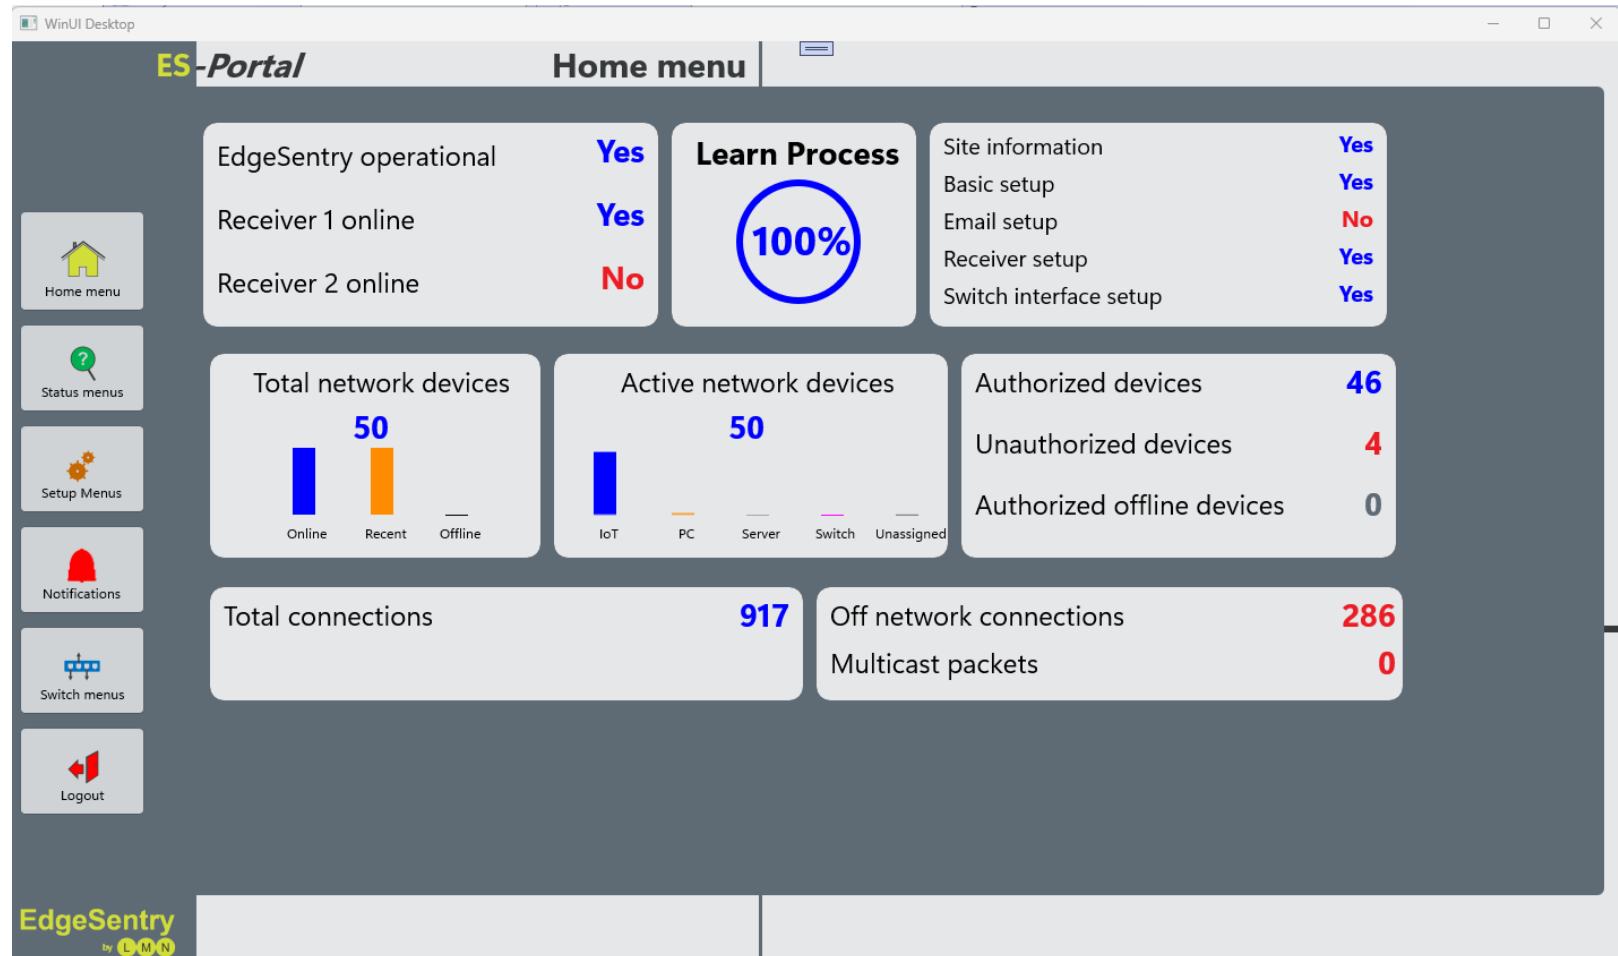 WinUI Desktop
ES-Portal
Home menu
EdgeSentry operational Yes
Receiver 1 online Yes
Receiver 2 online No
Learn Process
100%
Site information Yes
Basic setup Yes
Email setup No
Receiver setup Yes
Switch interface setup Yes
Home menu
Status menus
Setup Menus
Notifications
Switch menus
Logout
Total network devices
50
Online Recent Offline
Active network devices
50
IoT PC Server Switch Unassigned
Authorized devices 46
Unauthorized devices 4
Authorized offline devices 0
Total connections 917
Off network connections 286
Multicast packets 0
EdgeSentry
by LMN